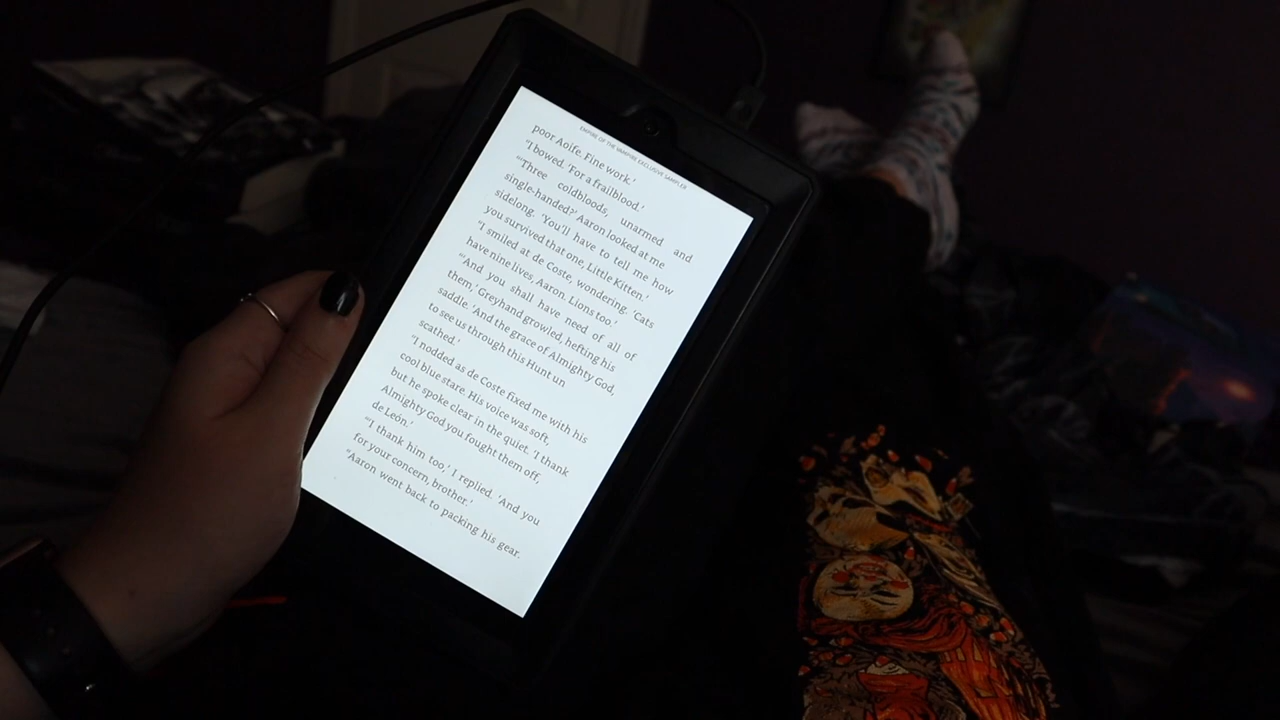 EMPIRE OF THE VAMPIRE EXCLUSIVE SAMPLER
poor Aoife. Fine work.'
"I bowed. 'For a frailblood.'
"'Three coldbloods, unarmed and
single-handed?' Aaron looked at me
sidelong. 'You'll have to tell me how
you survived that one, Little Kitten.'
"I smiled at de Coste, wondering. 'Cats
have nine lives, Aaron. Lions too.'
"'And you shall have need of all of
them,' Greyhand growled, hefting his
saddle. 'And the grace of Almighty God,
to see us through this Hunt un
scathed.'
"I nodded as de Coste fixed me with his
cool blue stare. His voice was soft,
but he spoke clear in the quiet. 'I thank
Almighty God you fought them off,
de León.'
"'I thank him too,' I replied. 'And you
for your concern, brother.'
"Aaron went back to packing his gear.